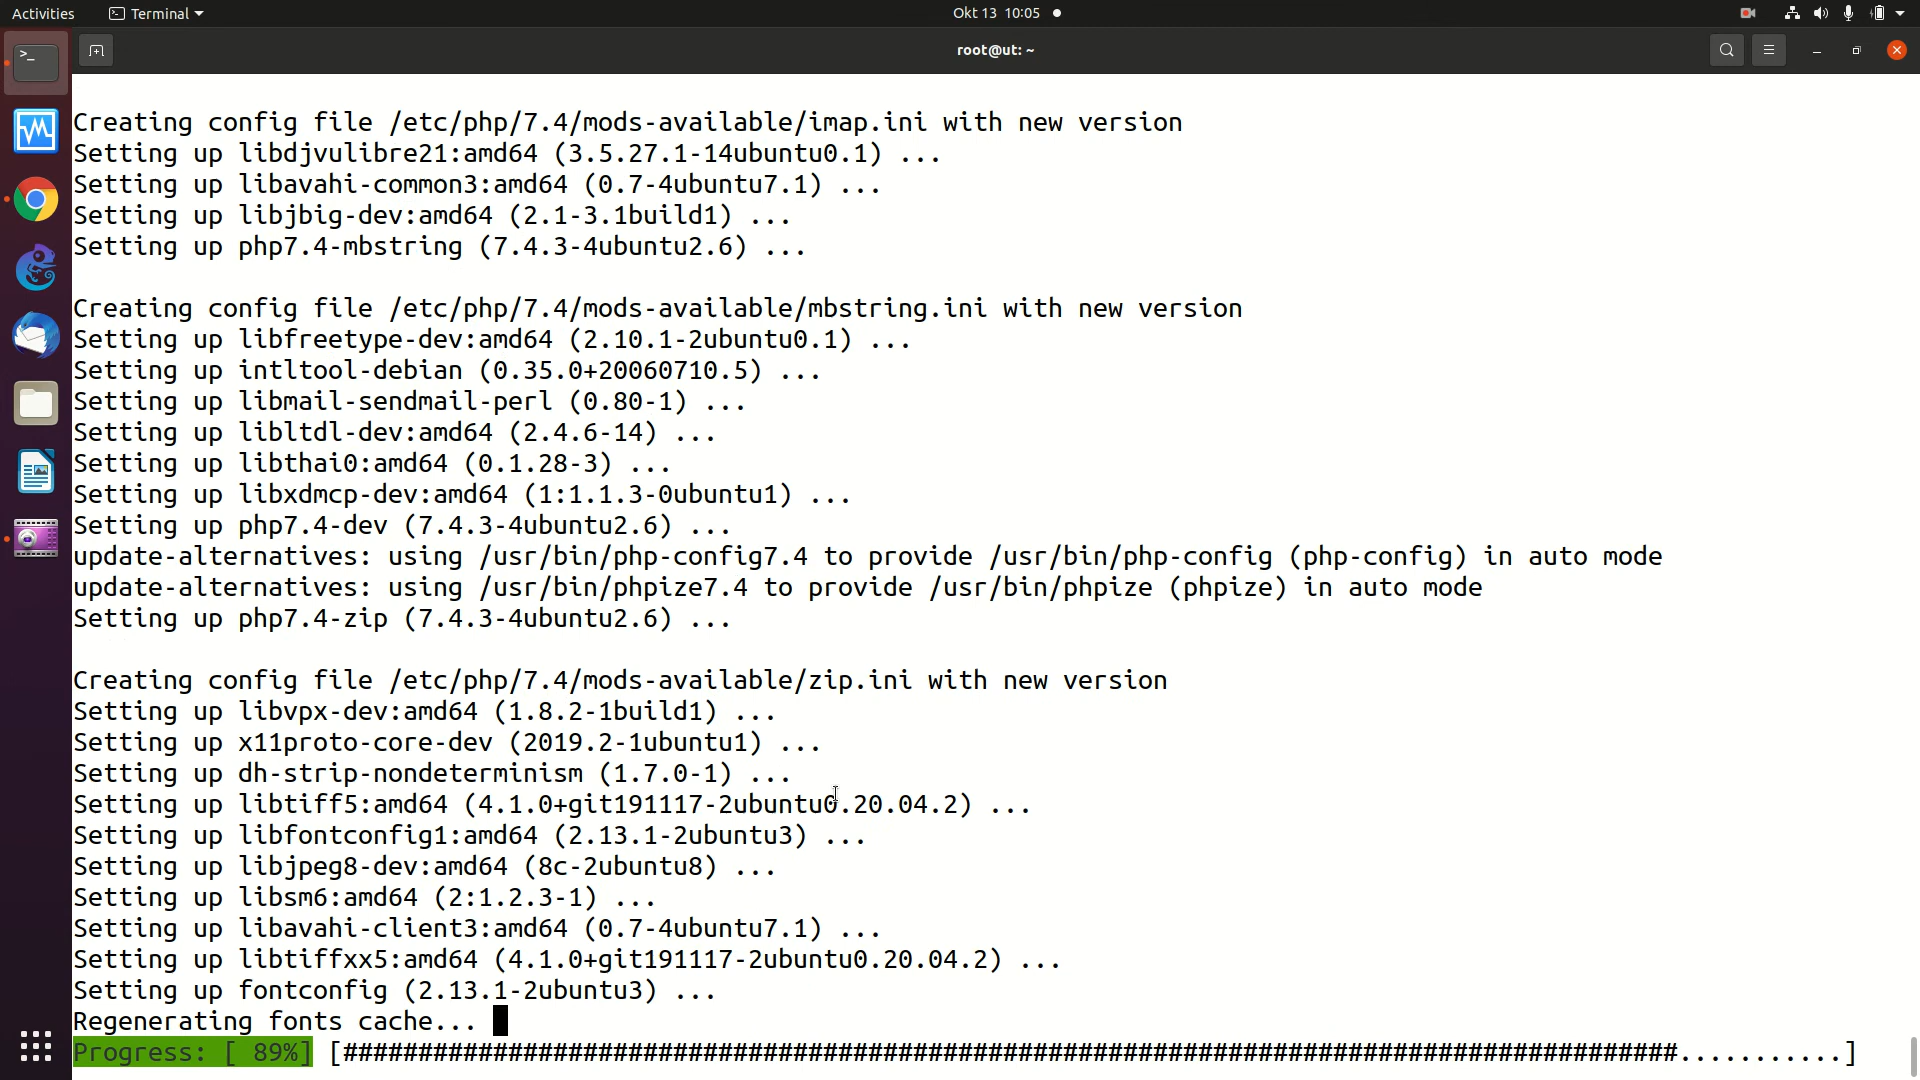 Activities
Terminal
Okt 13 10:05
root@ut: ~
Creating config file /etc/php/7.4/mods-available/imap.ini with new version
Setting up libdjvulibre21:amd64 (3.5.27.1-14ubuntu0.1) ...
Setting up libavahi-common3:amd64 (0.7-4ubuntu7.1) ...
Setting up libjbig-dev:amd64 (2.1-3.1build1) ...
Setting up php7.4-mbstring (7.4.3-4ubuntu2.6) ...
Creating config file /etc/php/7.4/mods-available/mbstring.ini with new version
Setting up libfreetype-dev:amd64 (2.10.1-2ubuntu0.1) ...
Setting up intltool-debian (0.35.0+20060710.5) ...
Setting up libmail-sendmail-perl (0.80-1) ...
Setting up libltdl-dev:amd64 (2.4.6-14) ...
Setting up libthai0:amd64 (0.1.28-3) ...
Setting up libxdmcp-dev:amd64 (1:1.1.3-0ubuntu1) ...
Setting up php7.4-dev (7.4.3-4ubuntu2.6) ...
update-alternatives: using /usr/bin/php-config7.4 to provide /usr/bin/php-config (php-config) in auto mode
update-alternatives: using /usr/bin/phpize7.4 to provide /usr/bin/phpize (phpize) in auto mode
Setting up php7.4-zip (7.4.3-4ubuntu2.6) ...
Creating config file /etc/php/7.4/mods-available/zip.ini with new version
Setting up libvpx-dev:amd64 (1.8.2-1build1) ...
Setting up x11proto-core-dev (2019.2-1ubuntu1) ...
Setting up dh-strip-nondeterminism (1.7.0-1) ...
Setting up libtiff5:amd64 (4.1.0+git191117-2ubuntu0.20.04.2) ...
Setting up libfontconfig1:amd64 (2.13.1-2ubuntu3) ...
Setting up libjpeg8-dev:amd64 (8c-2ubuntu8) ...
Setting up libsm6:amd64 (2:1.2.3-1) ...
Setting up libavahi-client3:amd64 (0.7-4ubuntu7.1) ...
Setting up libtiffxx5:amd64 (4.1.0+git191117-2ubuntu0.20.04.2) ...
Setting up fontconfig (2.13.1-2ubuntu3) ...
Regenerating fonts cache...
Progress: [ 89%] [#########################################################################################...........]